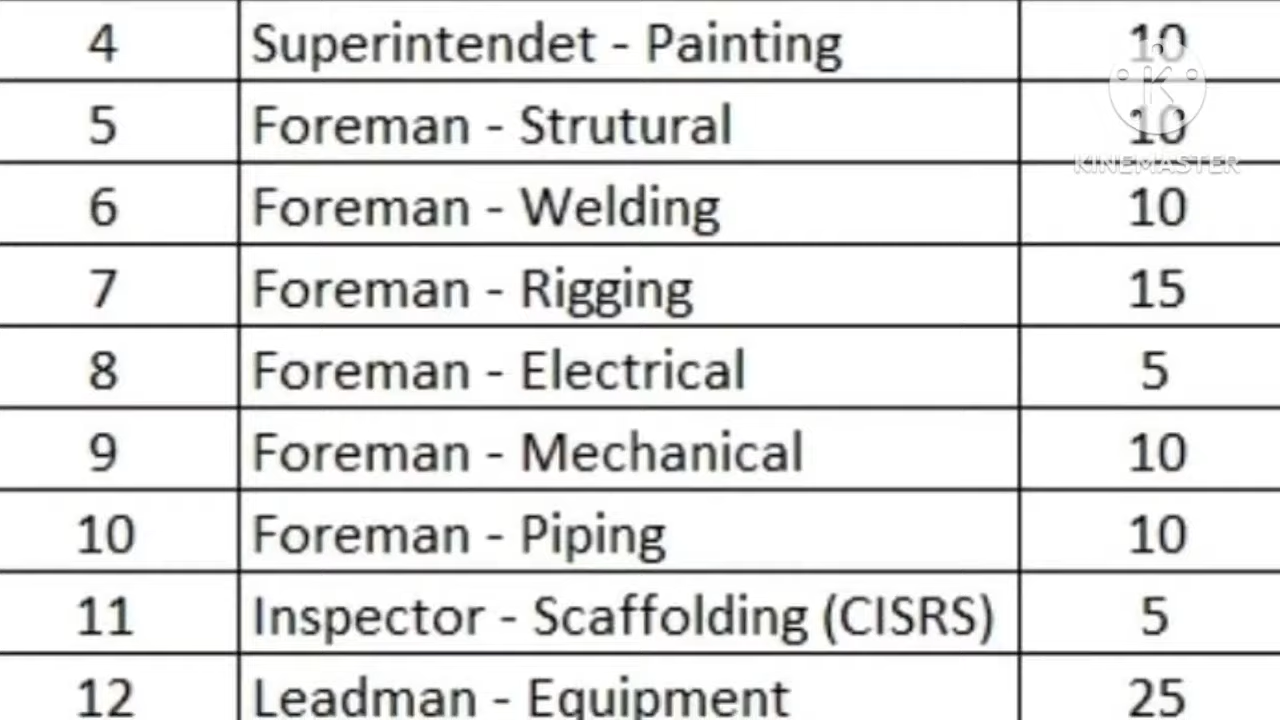 4 Superintendet - Painting 10
5 Foreman - Strutural 10
KINEMASTER
6 Foreman - Welding 10
7 Foreman - Rigging 15
8 Foreman - Electrical 5
9 Foreman - Mechanical 10
10 Foreman - Piping 10
11 Inspector - Scaffolding (CISRS) 5
12 Leadman - Equipment 25